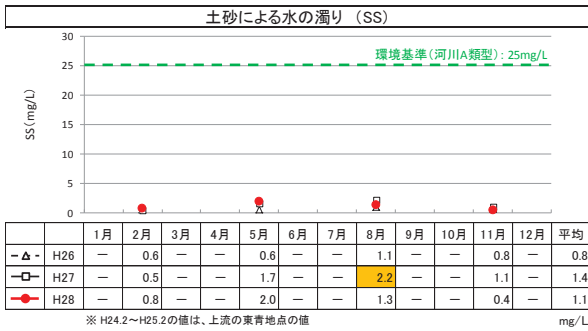 土砂による水の濁り (SS)
30
環境基準(河川A類型): 25mg/L
25
20
15
10
5
0
SS(mg/L)
1月 2月 3月 4月 5月 6月 7月 8月 9月 10月 11月 12月 平均
H26 — 0.6 — — 0.6 — — 1.1 — — 0.8 — 0.8
H27 — 0.5 — — 1.7 — — 2.2 — — 1.1 — 1.4
H28 — 0.8 — — 2.0 — — 1.3 — — 0.4 — 1.1
※ H24.2～H25.2の値は、上流の東青地点の値 mg/L